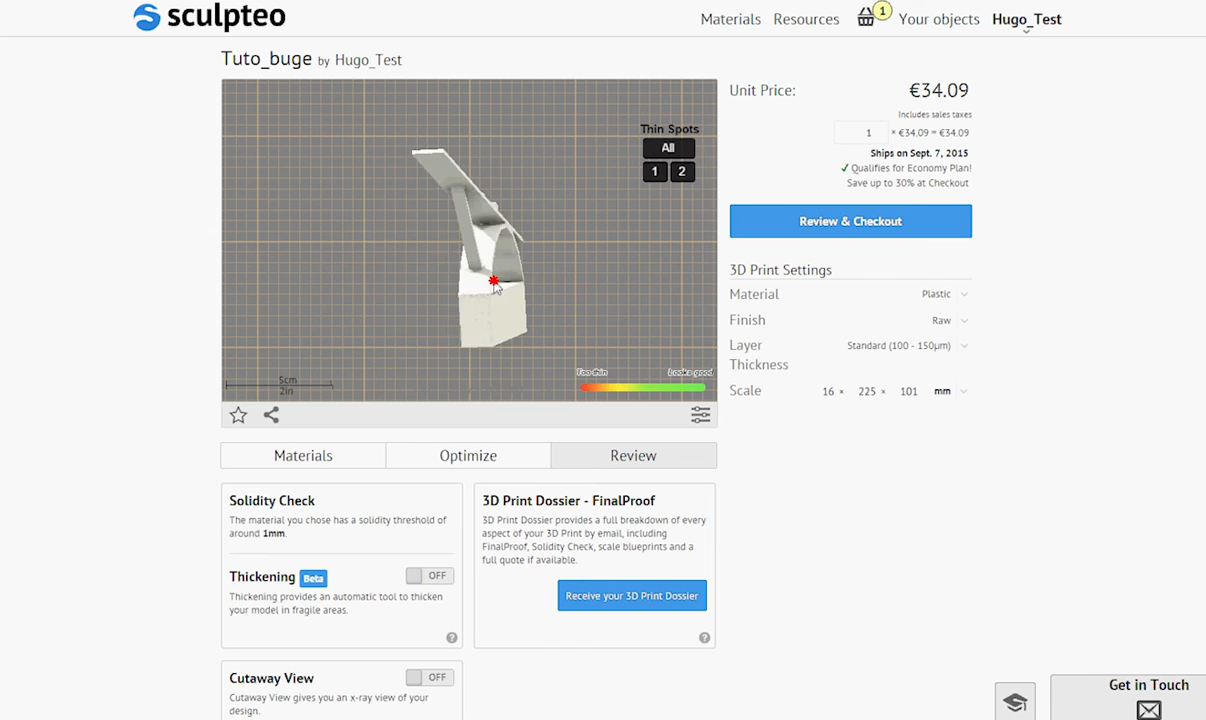 sculpteo
Materials Resources 1 Your objects Hugo_Test
Tuto_buge by Hugo_Test
Thin Spots
All
1 2
5cm
2in
Too thin Looks good
Unit Price: €34.09
Includes sales taxes
1 × €34.09 = €34.09
Ships on Sept. 7, 2015
✓ Qualifies for Economy Plan!
Save up to 30% at Checkout
Review & Checkout
3D Print Settings
Material Plastic
Finish Raw
Layer
Thickness Standard (100 - 150µm)
Scale 16 × 225 × 101 mm
Materials Optimize Review
Solidity Check
The material you chose has a solidity threshold of
around 1mm.
Thickening Beta OFF
Thickening provides an automatic tool to thicken
your model in fragile areas.
?
3D Print Dossier - FinalProof
3D Print Dossier provides a full breakdown of every
aspect of your 3D Print by email, including
FinalProof, Solidity Check, scale blueprints and a
full quote if available.
Receive your 3D Print Dossier
?
Cutaway View OFF
Cutaway View gives you an x-ray view of your
design.
Get in Touch